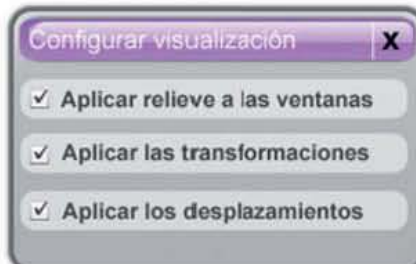 Configurar visualización X
Aplicar relieve a las ventanas
Aplicar las transformaciones
Aplicar los desplazamientos